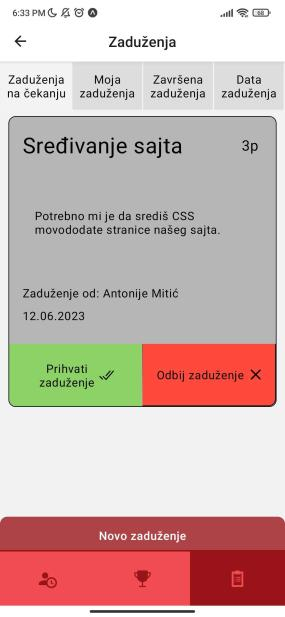 6:33 PM
68
Zaduženja
Zaduženja
na čekanju
Moja
zaduženja
Završena
zaduženja
Data
zaduženja
Sređivanje sajta
3p
Potrebno mi je da središ CSS
movododate stranice našeg sajta.
Zaduženje od: Antonije Mitić
12.06.2023
Prihvati
zaduženje
Odbij zaduženje
Novo zaduženje